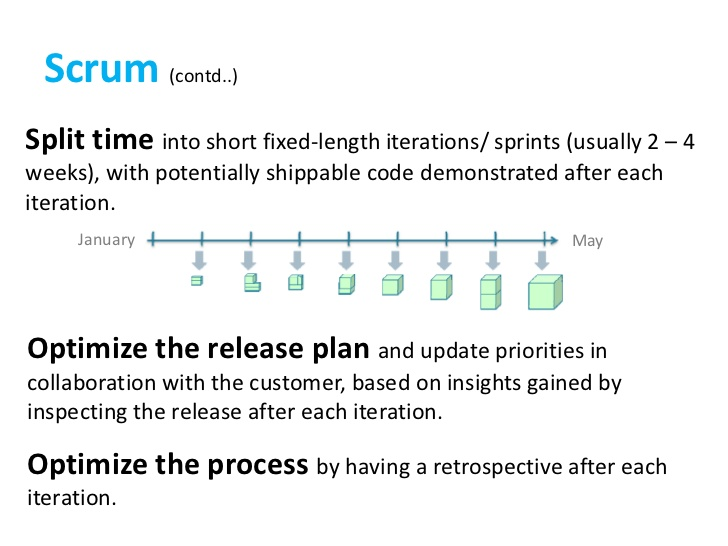 Scrum (contd..)
Split time into short fixed-length iterations/ sprints (usually 2 – 4
weeks), with potentially shippable code demonstrated after each
iteration.
January May
Optimize the release plan and update priorities in
collaboration with the customer, based on insights gained by
inspecting the release after each iteration.
Optimize the process by having a retrospective after each
iteration.